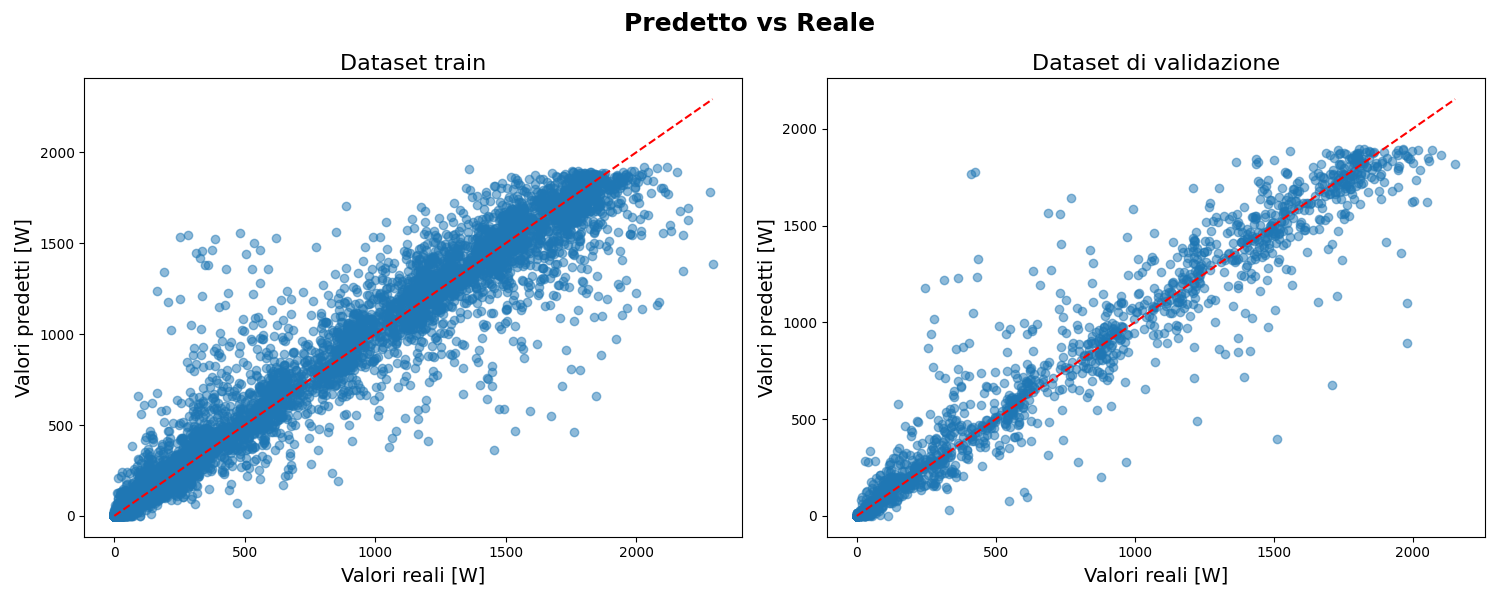 Predetto vs Reale
Dataset train
Valori predetti [W]
2000
1500
1000
500
0
0 500 1000 1500 2000
Valori reali [W]
Dataset di validazione
Valori predetti [W]
2000
1500
1000
500
0
0 500 1000 1500 2000
Valori reali [W]